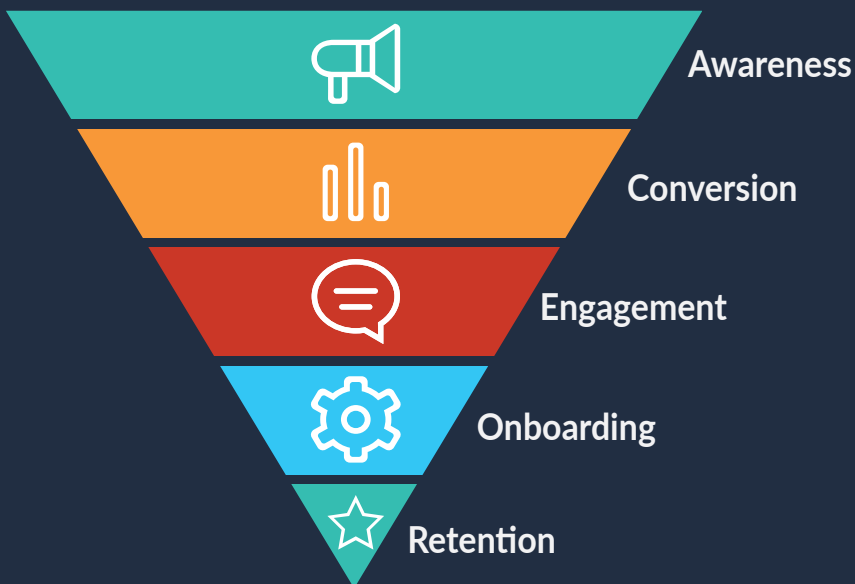 Awareness
Conversion
Engagement
Onboarding
Retention